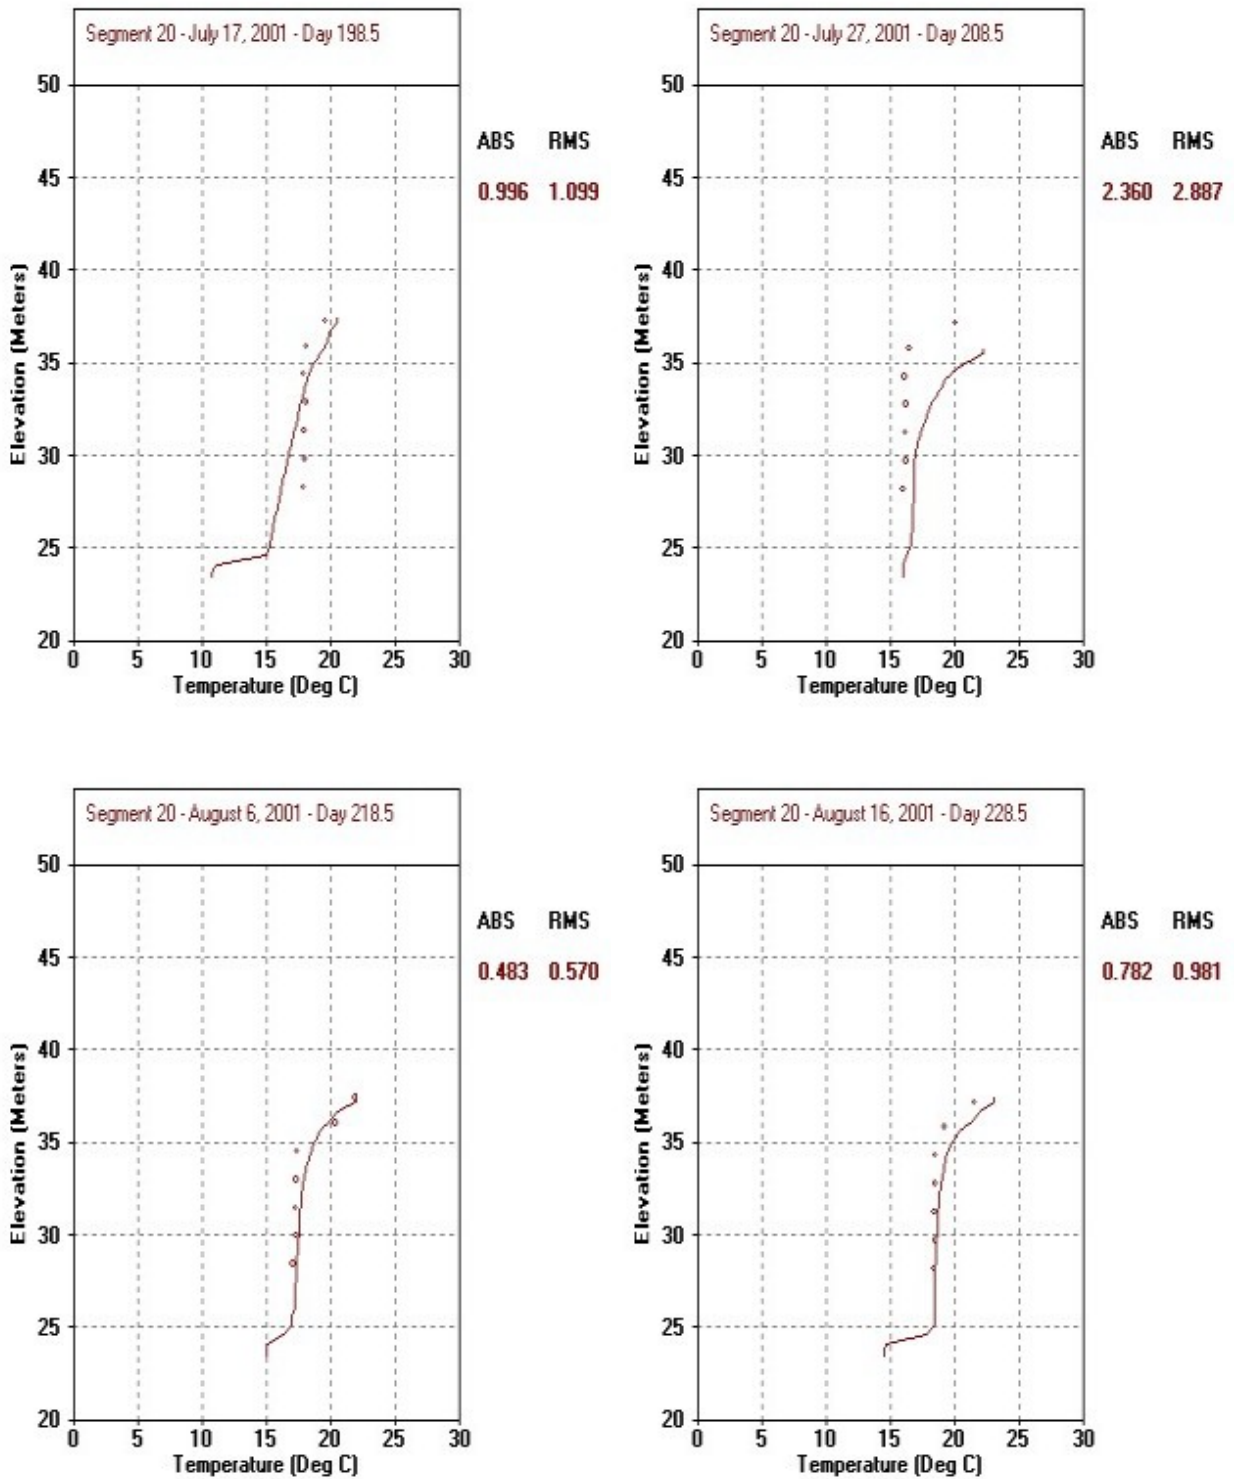 Segment 20 - July 17, 2001 - Day 198.5
ABS RMS
0.996 1.099
50
45
40
35
30
25
20
0 5 10 15 20 25 30
Elevation (Meters)
Temperature (Deg C)
Segment 20 - July 27, 2001 - Day 208.5
ABS RMS
2.360 2.887
50
45
40
35
30
25
20
0 5 10 15 20 25 30
Elevation (Meters)
Temperature (Deg C)
Segment 20 - August 6, 2001 - Day 218.5
ABS RMS
0.483 0.570
50
45
40
35
30
25
20
0 5 10 15 20 25 30
Elevation (Meters)
Temperature (Deg C)
Segment 20 - August 16, 2001 - Day 228.5
ABS RMS
0.782 0.981
50
45
40
35
30
25
20
0 5 10 15 20 25 30
Elevation (Meters)
Temperature (Deg C)